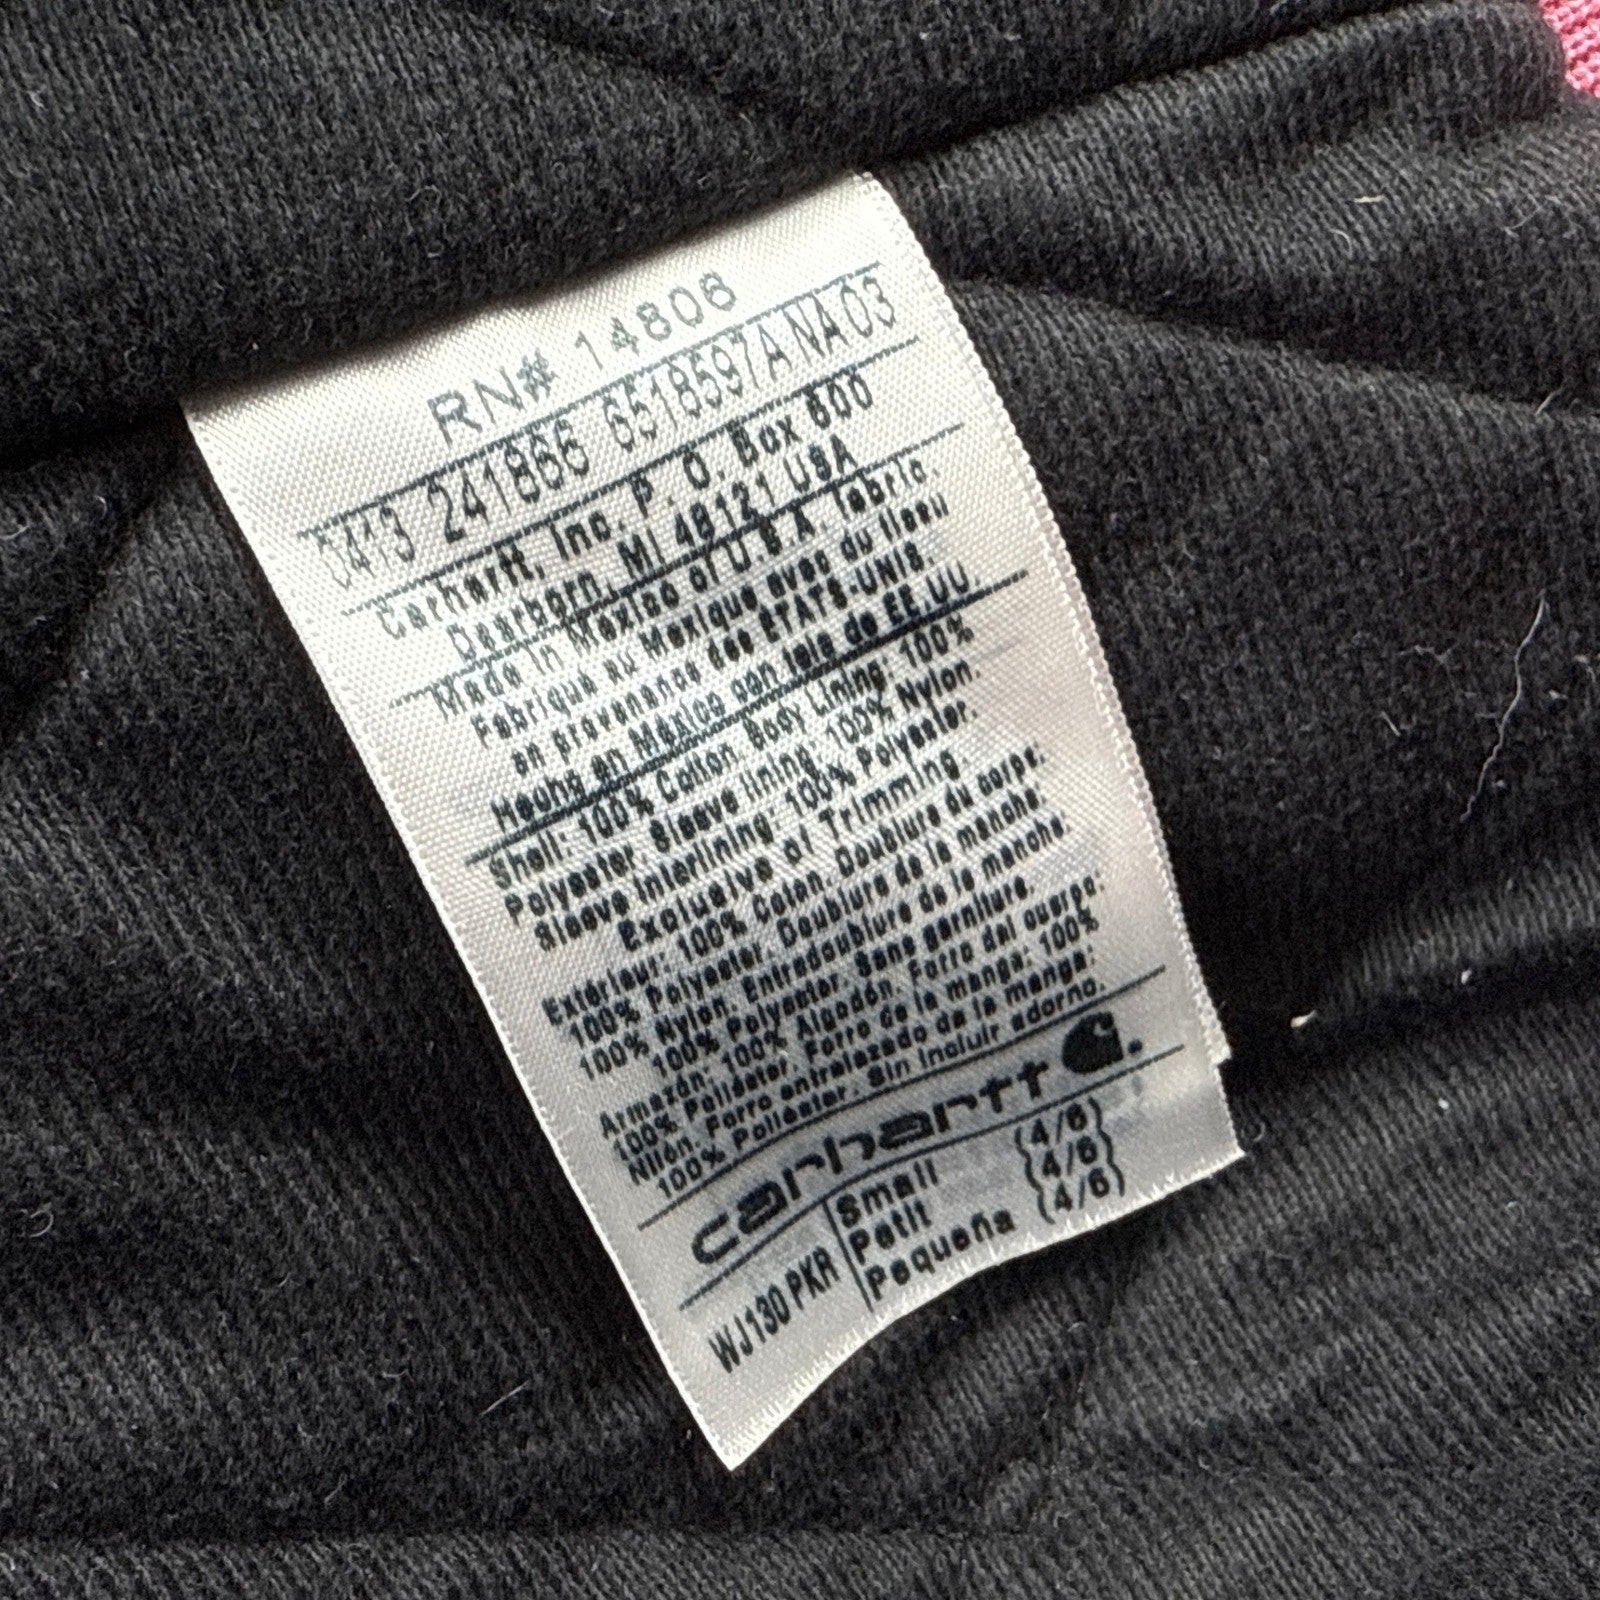 RN# 14806
0413 241866 6518597A NA 03
Carhartt, Inc. P. O. Box 600
Dearborn, MI 48121 USA
Made in Mexico of U.S.A. fabric.
Fabriqué au Mexique avec du tissu
en provenance des ÉTATS-UNIS.
Hecho en México con tela de EE.UU.
Shell: 100% Cotton Body Lining: 100%
Polyester. Sleeve lining: 100% Nylon.
Sleeve Interlining: 100% Polyester.
Exclusive of Trimming.
Extérieur: 100% Coton. Doublure du corps:
100% Polyester. Doublure de la manche:
100% Nylon. Entredoublure de la manche:
100% Polyester. Sans garniture.
Armazón: 100% Algodón. Forro del cuerpo:
100% Poliéster. Forro de la manga: 100%
Nilón. Forro entrelazado de la manga:
100% Poliéster. Sin incluir adorno.
carhartt
WJ130 PKR
Small (4/6)
Petit (4/6)
Pequeña (4/6)